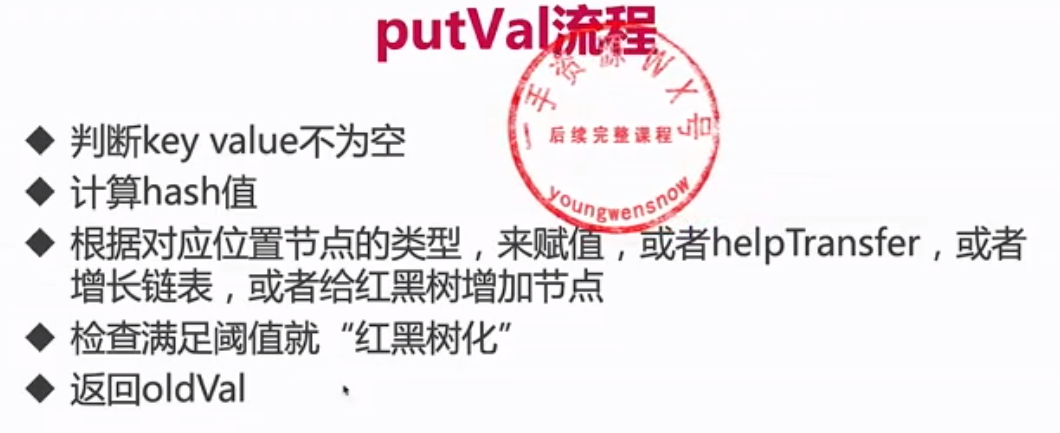 putVal流程
一手资源WX号
后续完整课程
youngwensnow
◆ 判断key value不为空
◆ 计算hash值
◆ 根据对应位置节点的类型，来赋值，或者helpTransfer，或者
增长链表，或者给红黑树增加节点
◆ 检查满足阈值就“红黑树化”
◆ 返回oldVal